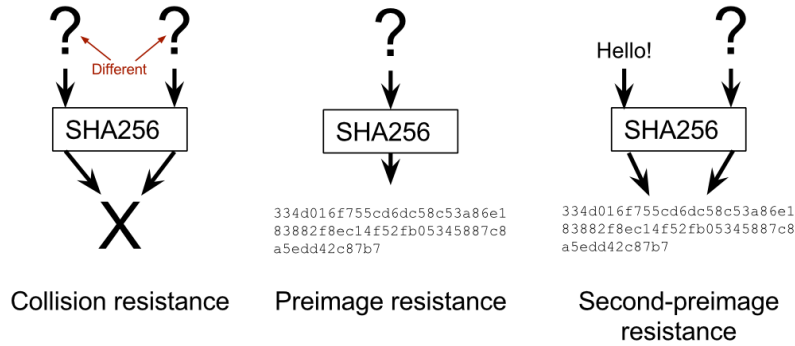 ? ?
Different
SHA256
X
Collision resistance
?
SHA256
334d016f755cd6dc58c53a86e1
83882f8ec14f52fb05345887c8
a5edd42c87b7
Preimage resistance
Hello! ?
SHA256
334d016f755cd6dc58c53a86e1
83882f8ec14f52fb05345887c8
a5edd42c87b7
Second-preimage
resistance